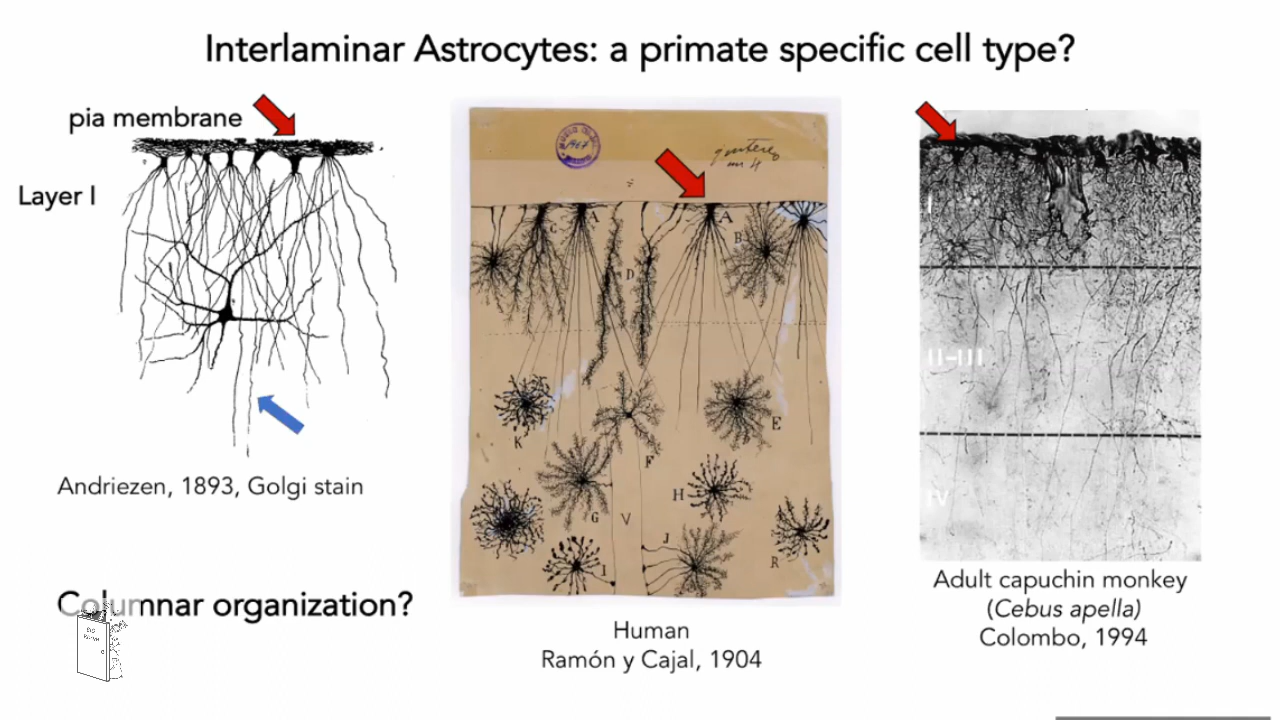 Interlaminar Astrocytes: a primate specific cell type?
pia membrane
Layer I
Andriezen, 1893, Golgi stain
Columnar organization?
1967
A
A
C
B
D
K
E
F
G
V
H
I
J
R
Human
Ramón y Cajal, 1904
I
II-III
IV
Adult capuchin monkey
(Cebus apella)
Colombo, 1994